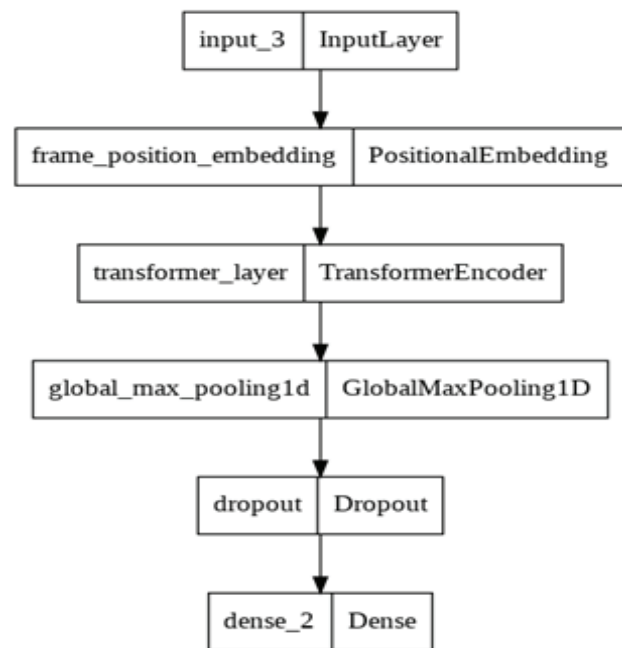 input_3 InputLayer
frame_position_embedding PositionalEmbedding
transformer_layer TransformerEncoder
global_max_pooling1d GlobalMaxPooling1D
dropout Dropout
dense_2 Dense